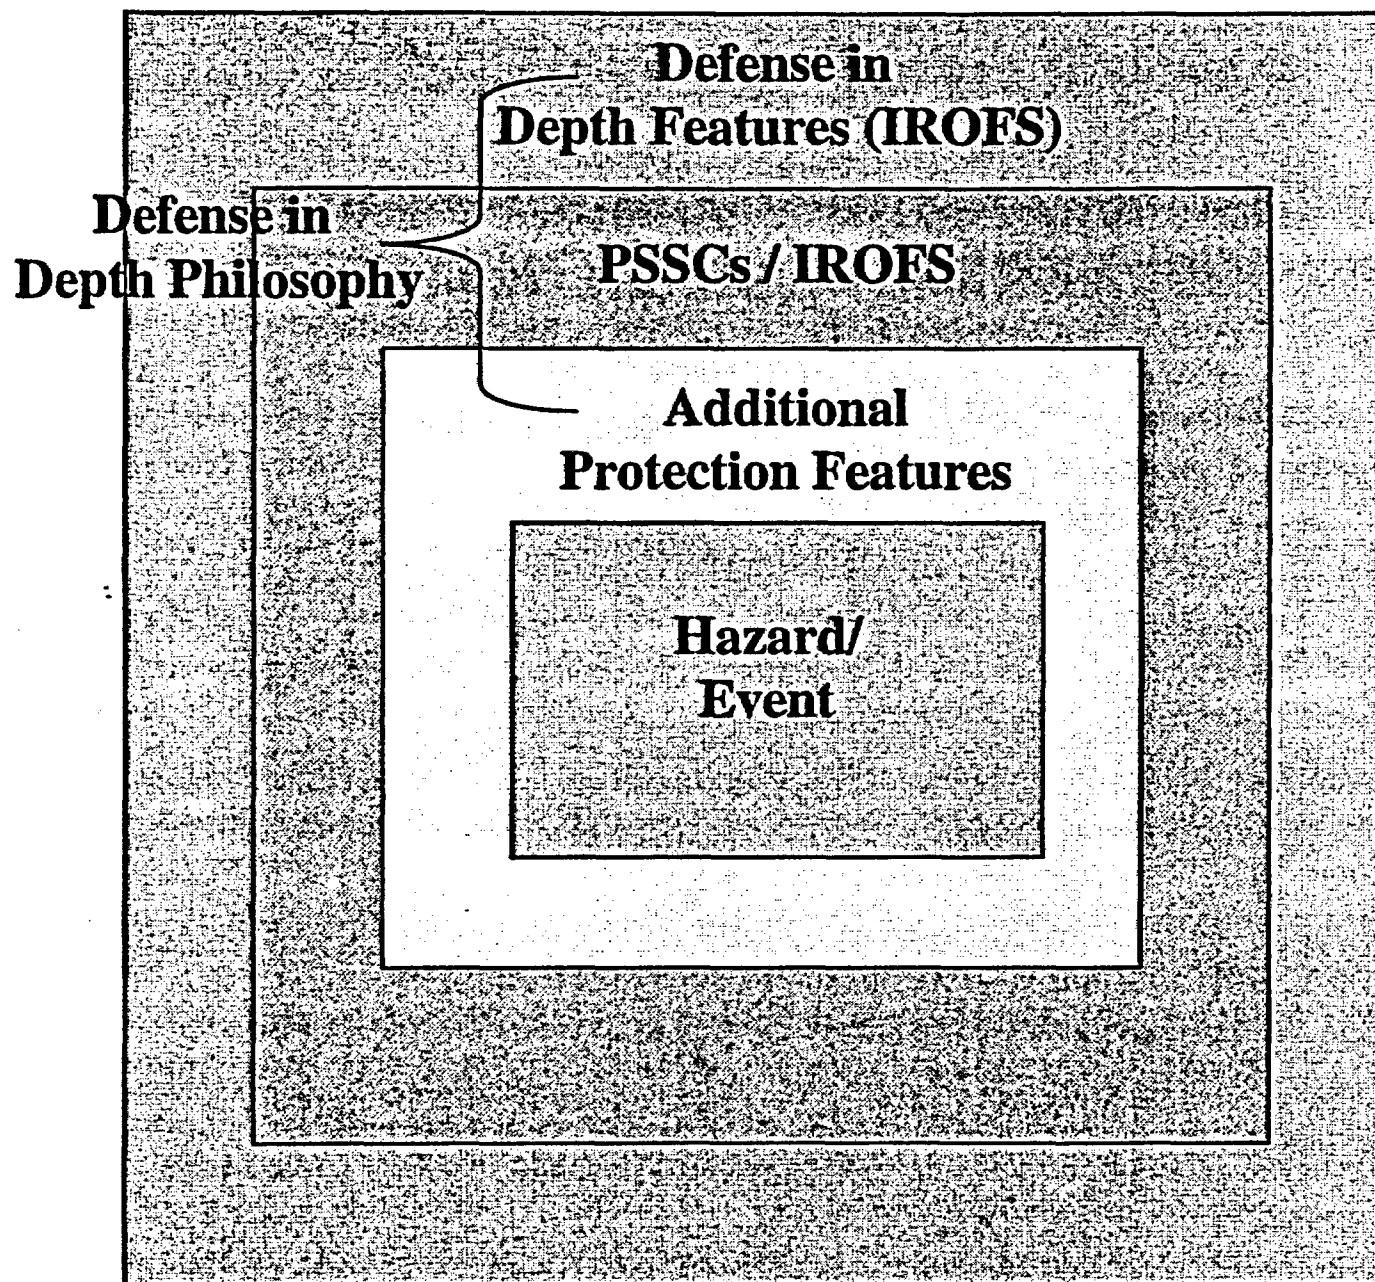 Defense in
Depth Features (IROFS)
Defense in
Depth Philosophy
PSSCs / IROFS
Additional
Protection Features
Hazard/
Event